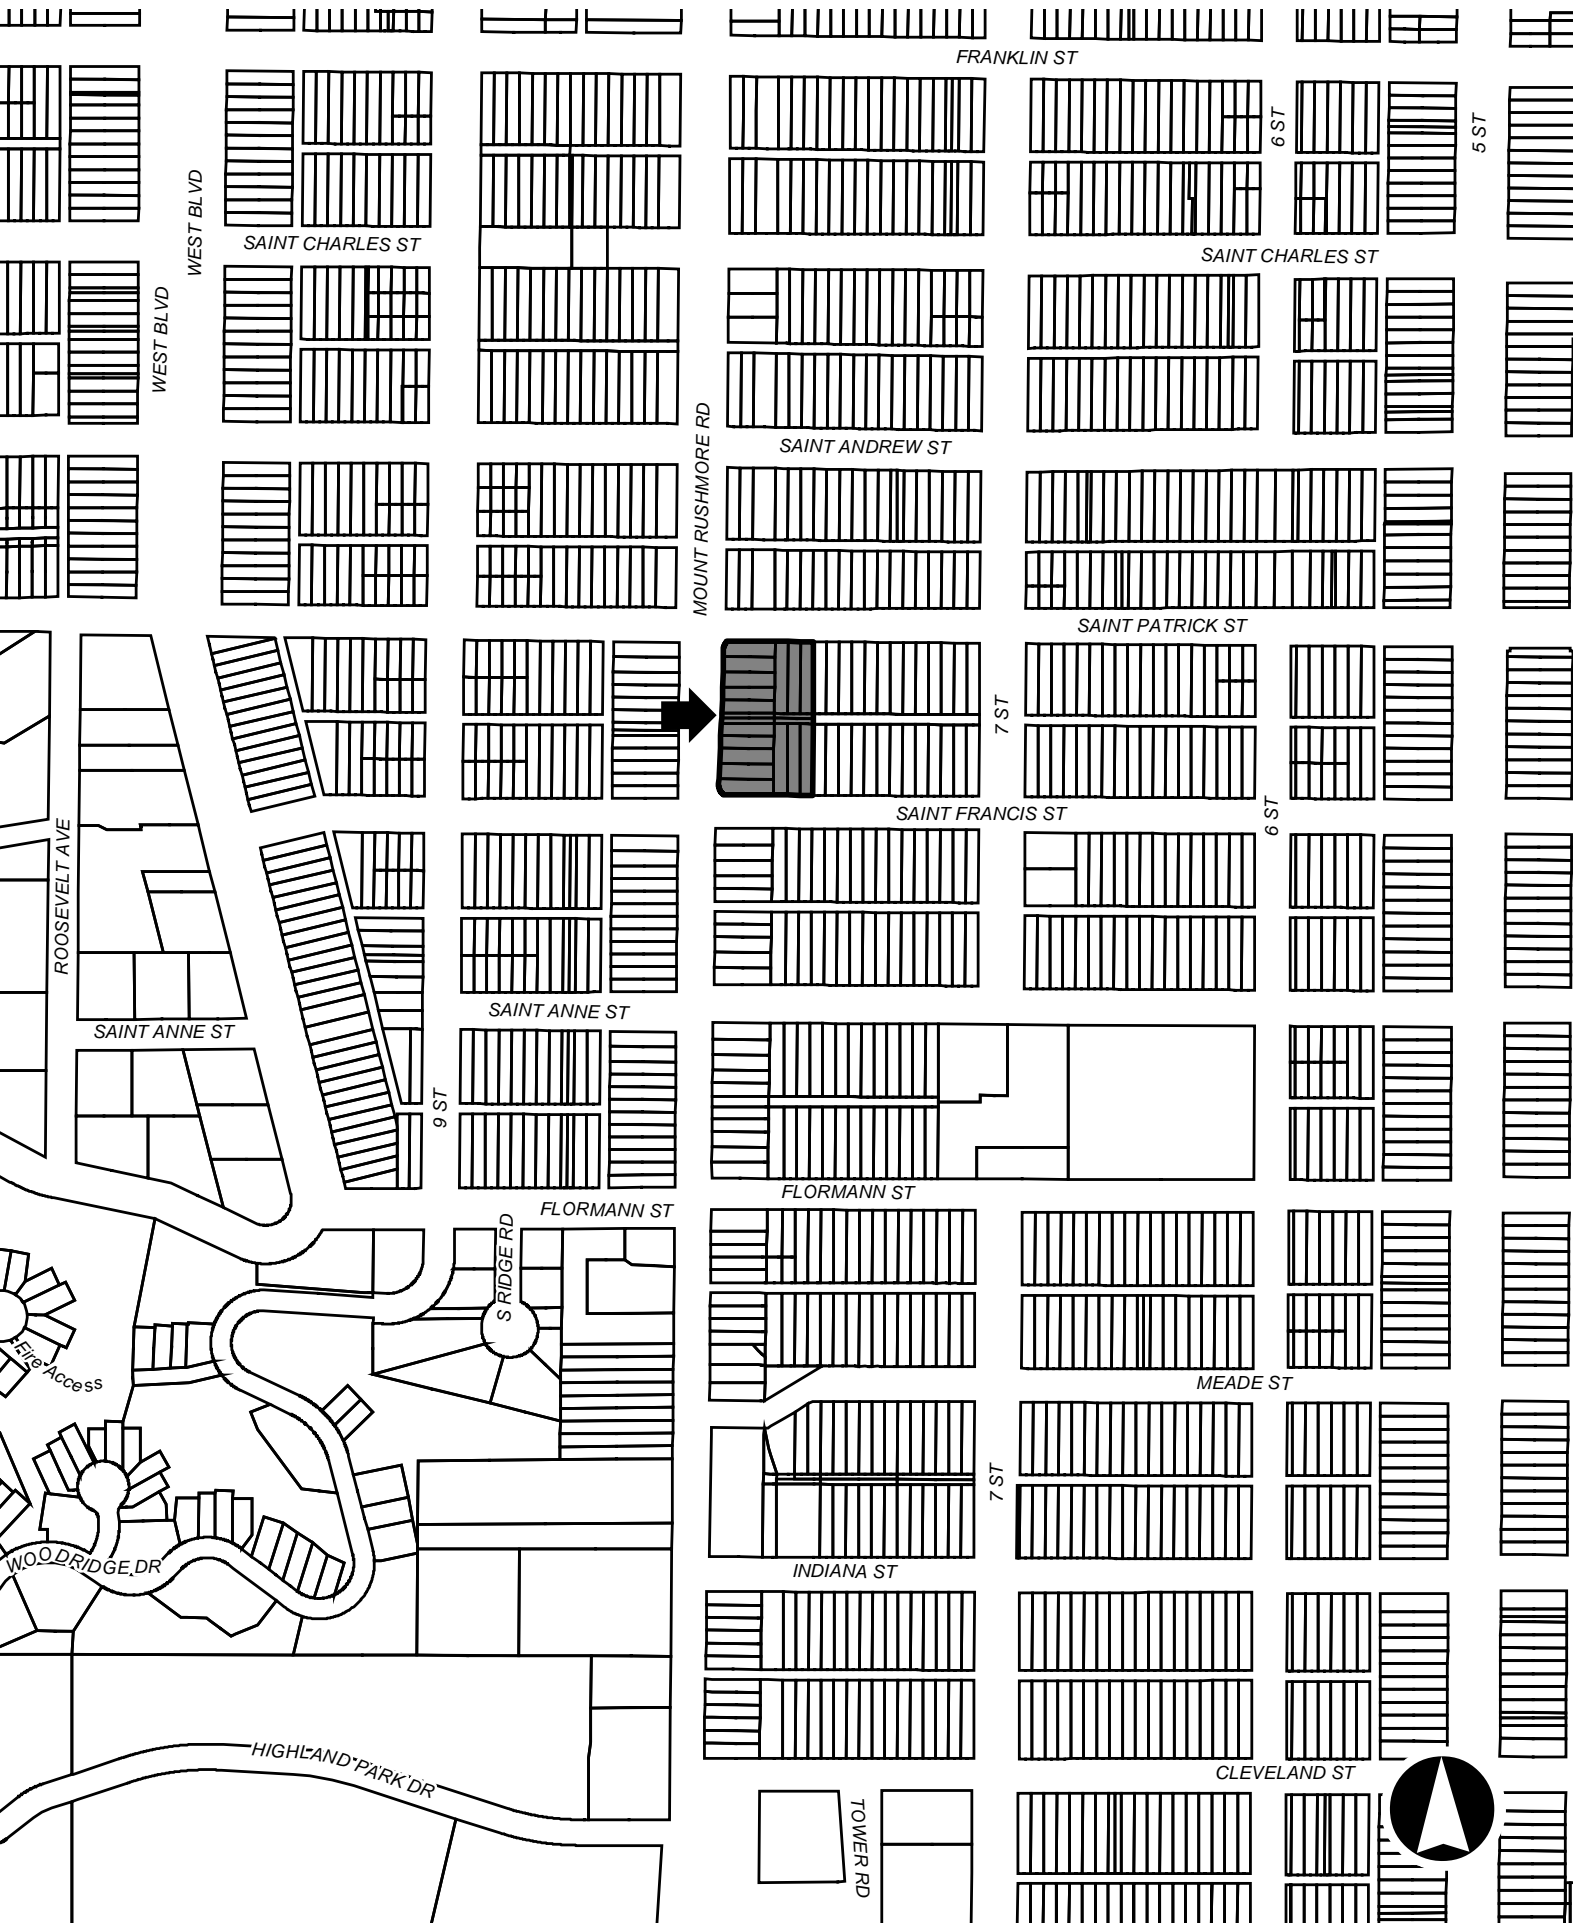 FRANKLIN ST
6 ST
5 ST
WEST BLVD
SAINT CHARLES ST
SAINT CHARLES ST
WEST BLVD
MOUNT RUSHMORE RD
SAINT ANDREW ST
SAINT PATRICK ST
7 ST
SAINT FRANCIS ST
6 ST
ROOSEVELT AVE
SAINT ANNE ST
SAINT ANNE ST
9 ST
FLORMANN ST
FLORMANN ST
S RIDGE RD
Fire Access
MEADE ST
7 ST
WOODRIDGE DR
INDIANA ST
HIGHLAND PARK DR
CLEVELAND ST
TOWER RD